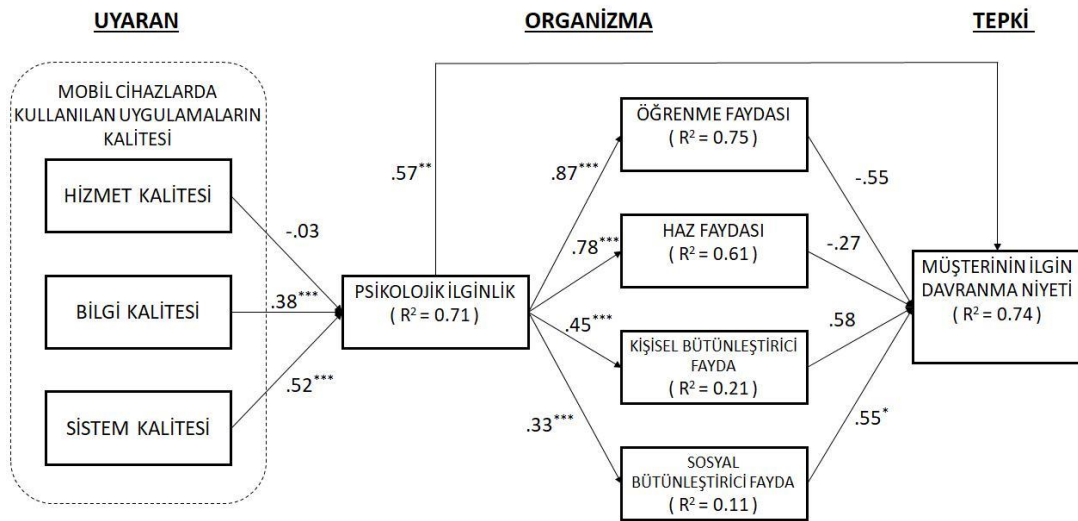 UYARAN
ORGANİZMA
TEPKİ
MOBİL CİHAZLARDA
KULLANILAN UYGULAMALARIN
KALİTESİ
HİZMET KALİTESİ
BİLGİ KALİTESİ
SİSTEM KALİTESİ
-.03
.38***
.52***
PSİKOLOJİK İLGİNLİK
( R² = 0.71)
.57**
.87***
.78***
.45***
.33***
ÖĞRENME FAYDASI
( R² = 0.75)
HAZ FAYDASI
( R² = 0.61)
KİŞİSEL BÜTÜNLEŞTİRİCİ
FAYDA
( R² = 0.21)
SOSYAL
BÜTÜNLEŞTİRİCİ FAYDA
( R² = 0.11)
-.55
-.27
.58
.55*
MÜŞTERİNİN İLGİN
DAVRANMA NİYETİ
( R² = 0.74)